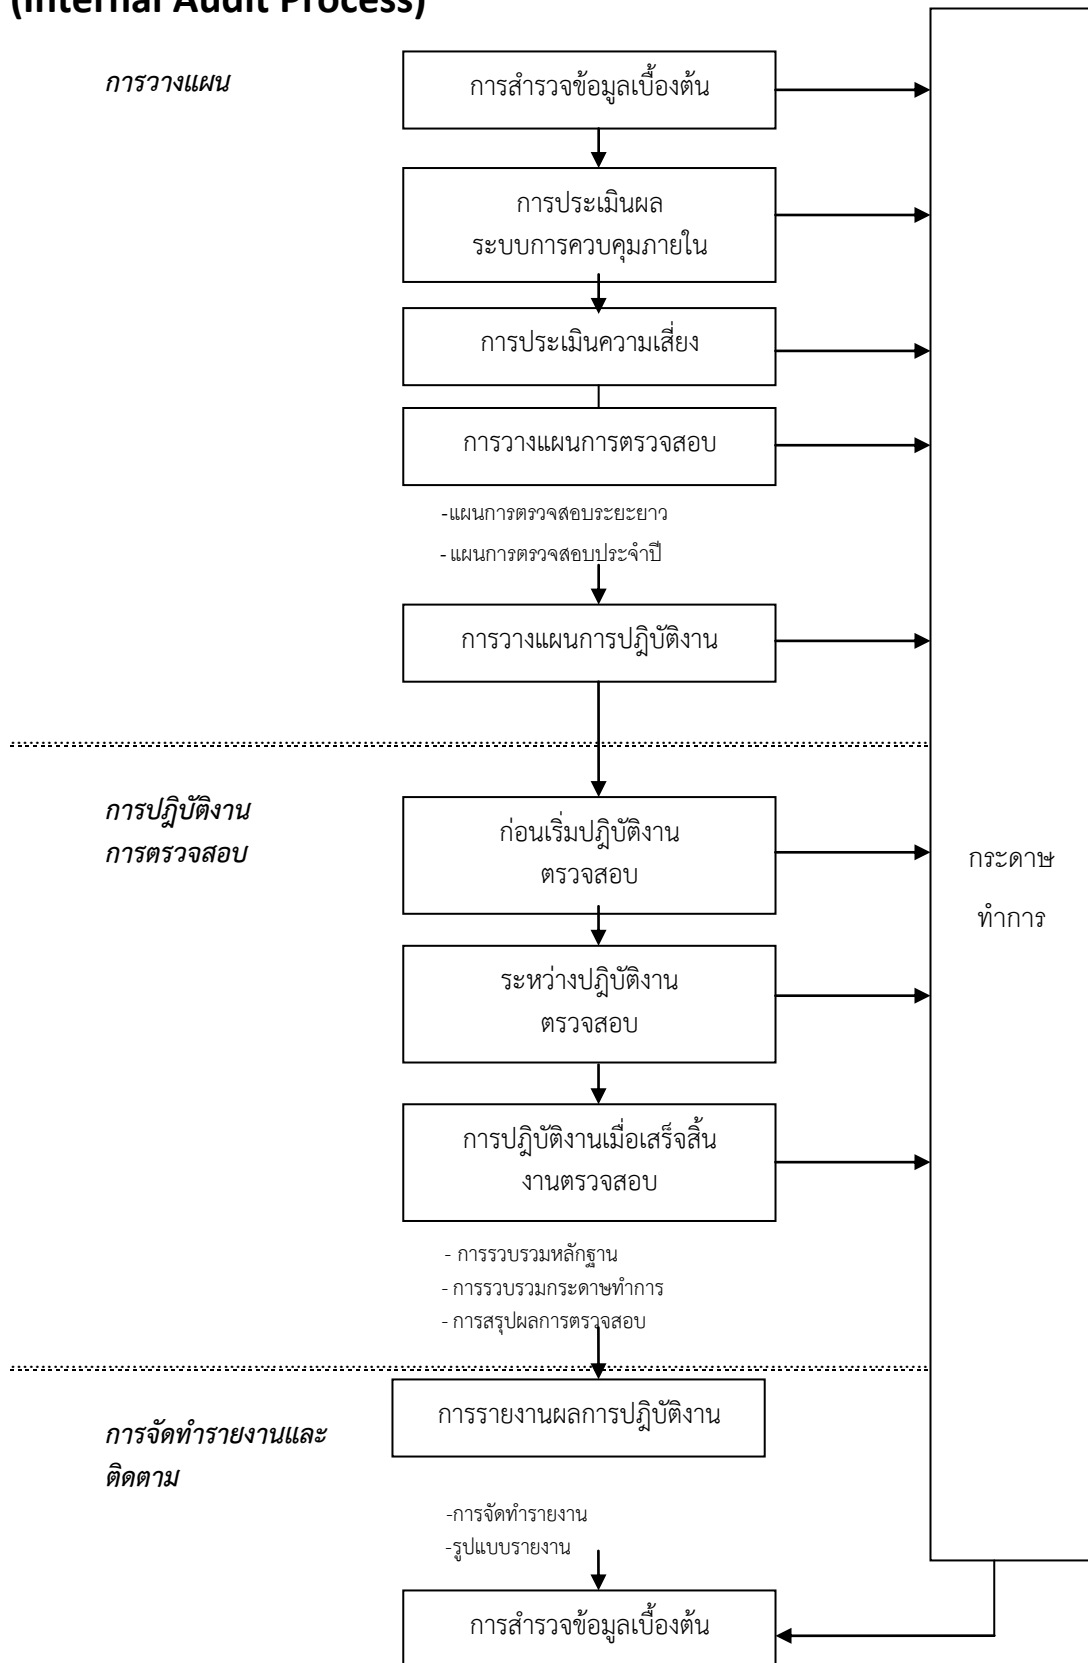 (Internal Audit Process)
การวางแผน
การสำรวจข้อมูลเบื้องต้น
การประเมินผล
ระบบการควบคุมภายใน
การประเมินความเสี่ยง
การวางแผนการตรวจสอบ
-แผนการตรวจสอบระยะยาว
- แผนการตรวจสอบประจำปี
การวางแผนการปฎิบัติงาน
การปฎิบัติงาน
การตรวจสอบ
ก่อนเริ่มปฎิบัติงาน
ตรวจสอบ
กระดาษ
ทำการ
ระหว่างปฎิบัติงาน
ตรวจสอบ
การปฎิบัติงานเมื่อเสร็จสิ้น
งานตรวจสอบ
- การรวบรวมหลักฐาน
- การรวบรวมกระดาษทำการ
- การสรุปผลการตรวจสอบ
การจัดทำรายงานและ
ติดตาม
การรายงานผลการปฎิบัติงาน
-การจัดทำรายงาน
-รูปแบบรายงาน
การสำรวจข้อมูลเบื้องต้น